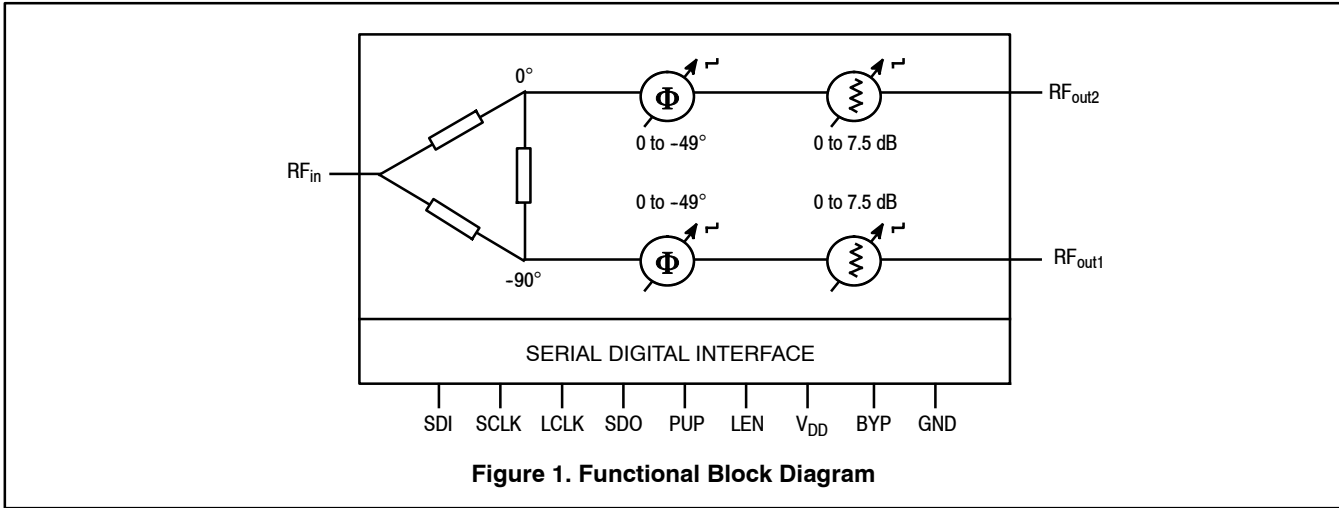 0°
Φ
RFout2
0 to -49°
0 to 7.5 dB
RFin
0 to -49°
0 to 7.5 dB
Φ
RFout1
-90°
SERIAL DIGITAL INTERFACE
SDI SCLK LCLK SDO PUP LEN VDD BYP GND
Figure 1. Functional Block Diagram